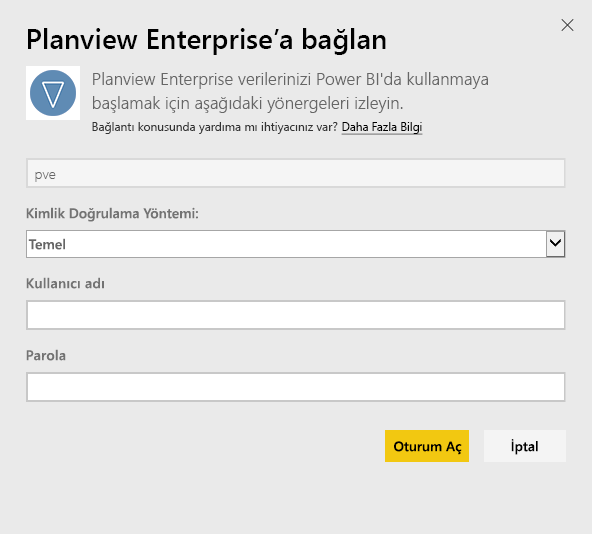 Planview Enterprise’a bağlan
Planview Enterprise verilerinizi Power BI'da kullanmaya
başlamak için aşağıdaki yönergeleri izleyin.
Bağlantı konusunda yardıma mı ihtiyacınız var? Daha Fazla Bilgi
pve
Kimlik Doğrulama Yöntemi:
Temel
Kullanıcı adı
Parola
Oturum Aç
İptal